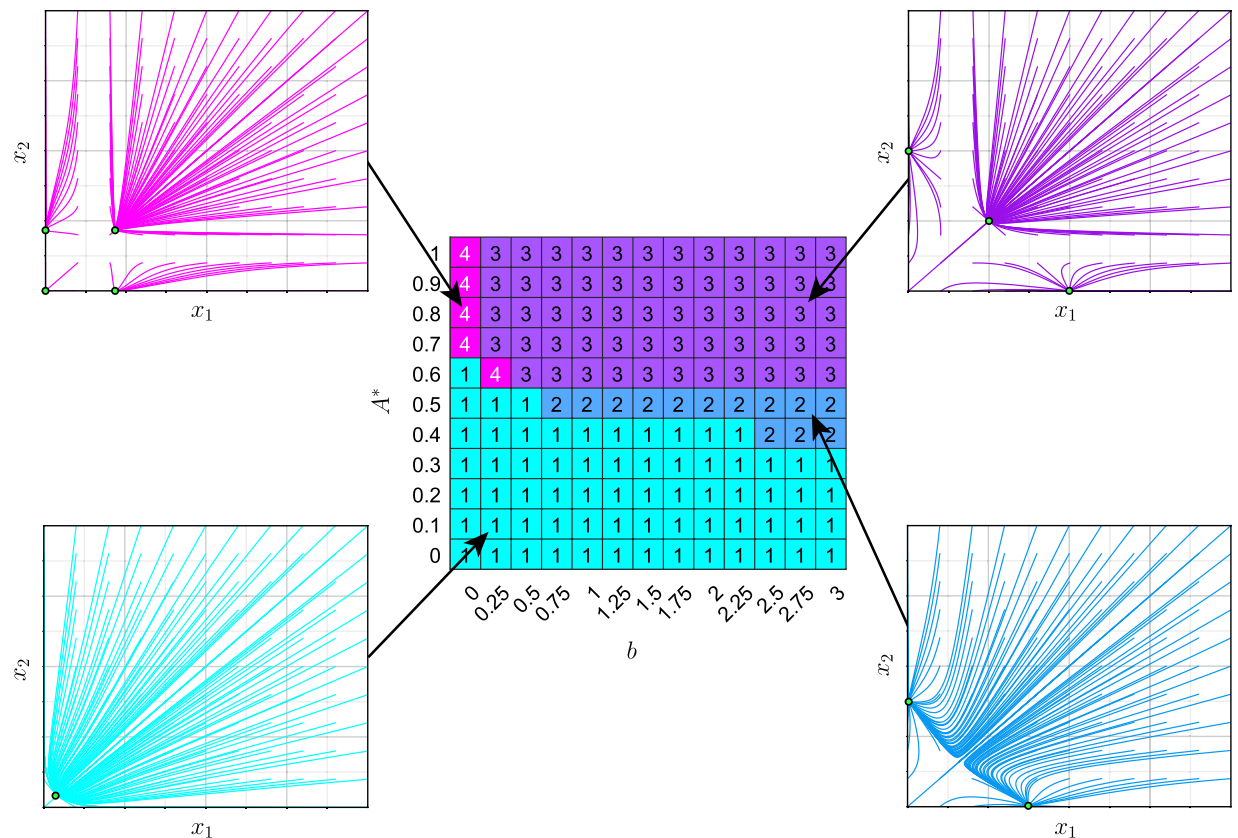 x₂
x₁
x₂
x₁
A*
1 4 3 3 3 3 3 3 3 3 3 3 3 3
0.9 4 3 3 3 3 3 3 3 3 3 3 3 3
0.8 4 3 3 3 3 3 3 3 3 3 3 3 3
0.7 4 3 3 3 3 3 3 3 3 3 3 3 3
0.6 1 4 3 3 3 3 3 3 3 3 3 3 3
0.5 1 1 1 2 2 2 2 2 2 2 2 2 2
0.4 1 1 1 1 1 1 1 1 1 1 2 2 2
0.3 1 1 1 1 1 1 1 1 1 1 1 1 1
0.2 1 1 1 1 1 1 1 1 1 1 1 1 1
0.1 1 1 1 1 1 1 1 1 1 1 1 1 1
0 1 1 1 1 1 1 1 1 1 1 1 1 1
0 0.25 0.5 0.75 1 1.25 1.5 1.75 2 2.25 2.5 2.75 3
b
x₂
x₁
x₂
x₁